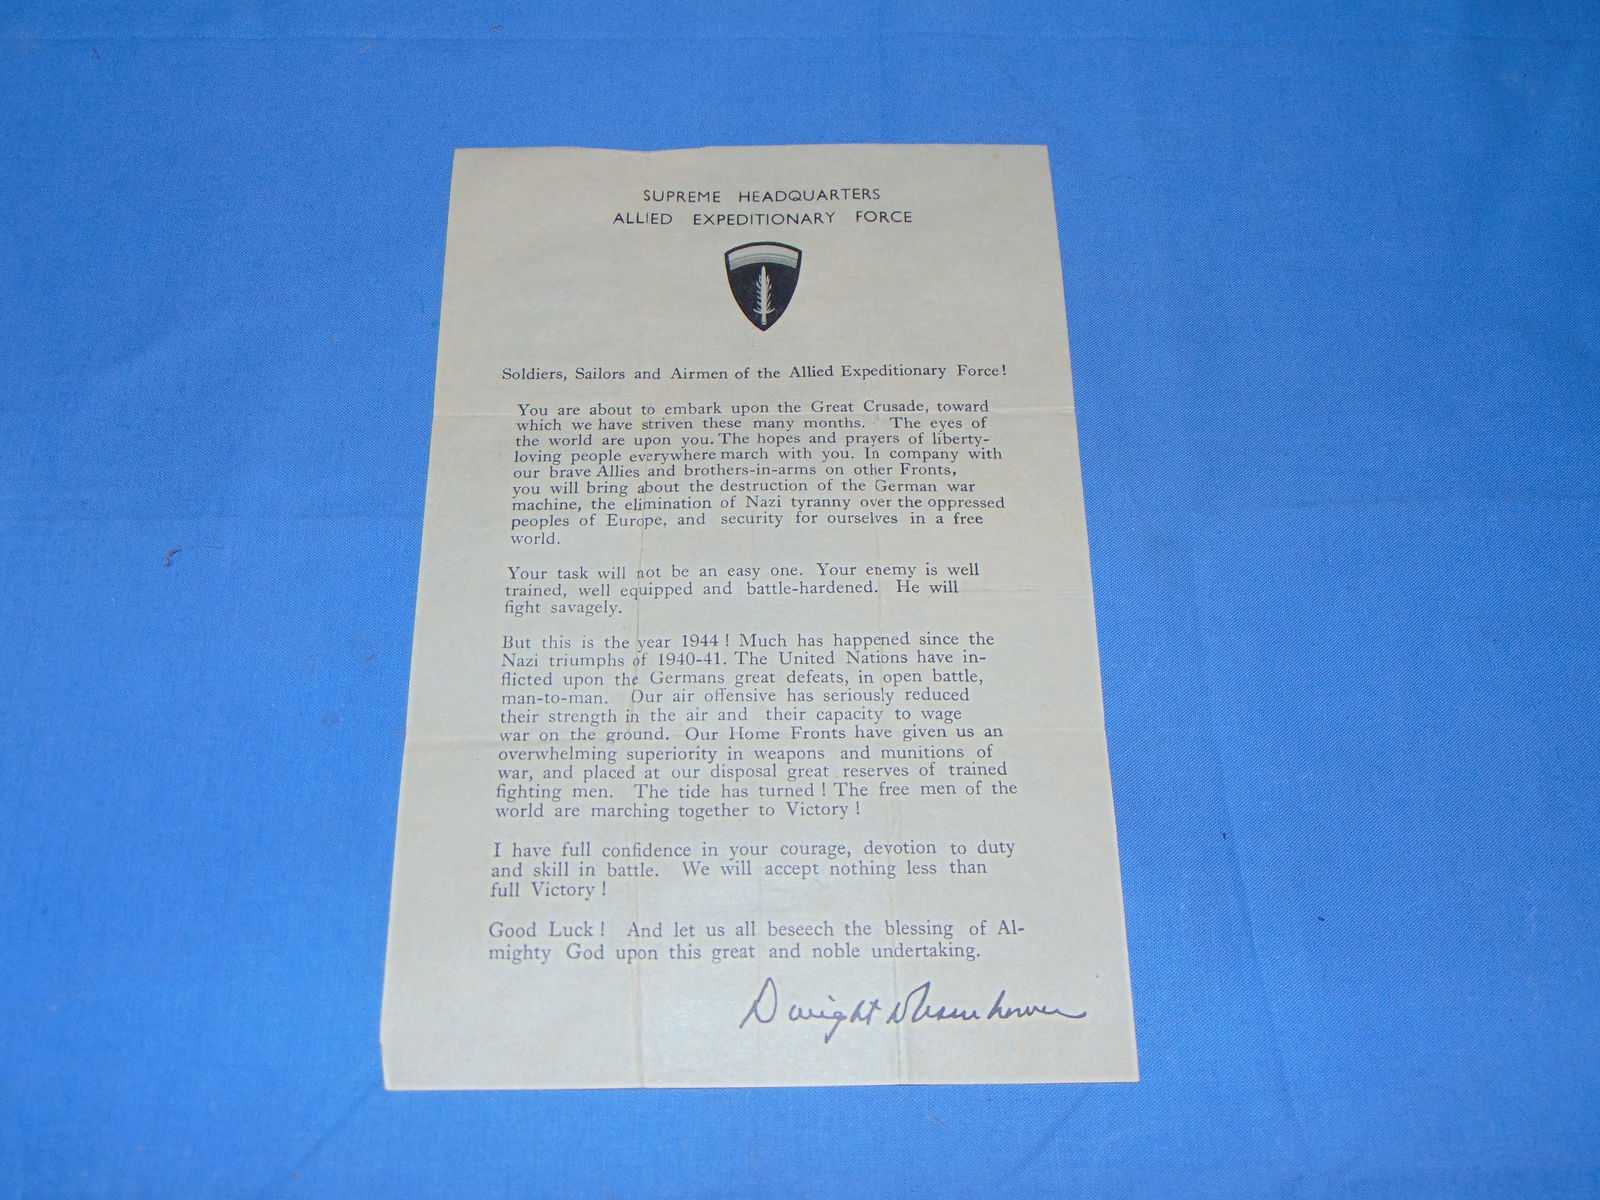 SUPREME HEADQUARTERS
ALLIED EXPEDITIONARY FORCE
Soldiers, Sailors and Airmen of the Allied Expeditionary Force!
You are about to embark upon the Great Crusade, toward
which we have striven these many months. The eyes of
the world are upon you. The hopes and prayers of liberty-
loving people everywhere march with you. In company with
our brave Allies and brothers-in-arms on other Fronts,
you will bring about the destruction of the German war
machine, the elimination of Nazi tyranny over the oppressed
peoples of Europe, and security for ourselves in a free
world.
Your task will not be an easy one. Your enemy is well
trained, well equipped and battle-hardened. He will
fight savagely.
But this is the year 1944! Much has happened since the
Nazi triumphs of 1940-41. The United Nations have in-
flicted upon the Germans great defeats, in open battle,
man-to-man. Our air offensive has seriously reduced
their strength in the air and their capacity to wage
war on the ground. Our Home Fronts have given us an
overwhelming superiority in weapons and munitions of
war, and placed at our disposal great reserves of trained
fighting men. The tide has turned! The free men of the
world are marching together to Victory!
I have full confidence in your courage, devotion to duty
and skill in battle. We will accept nothing less than
full Victory!
Good Luck! And let us all beseech the blessing of Al-
mighty God upon this great and noble undertaking.
Dwight D Eisenhower